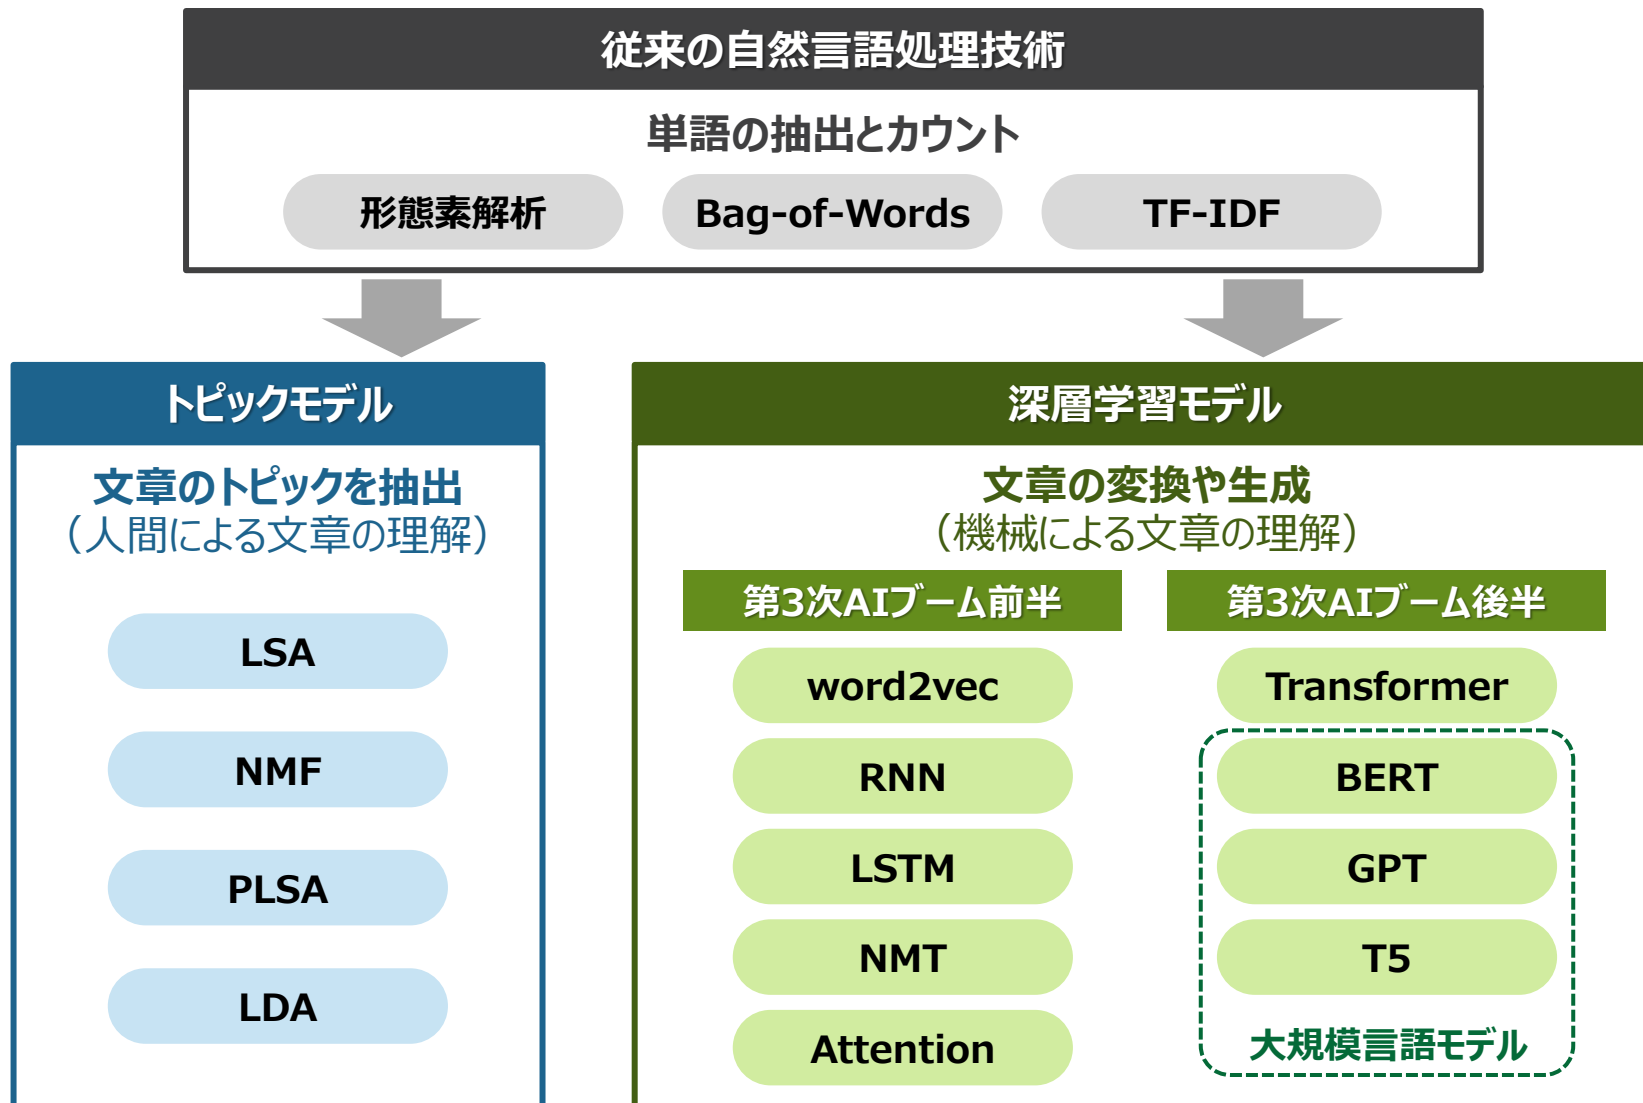 従来の自然言語処理技術
単語の抽出とカウント
形態素解析
Bag-of-Words
TF-IDF
トピックモデル
文章のトピックを抽出
（人間による文章の理解）
LSA
NMF
PLSA
LDA
深層学習モデル
文章の変換や生成
（機械による文章の理解）
第3次AIブーム前半
word2vec
RNN
LSTM
NMT
Attention
第3次AIブーム後半
Transformer
BERT
GPT
T5
大規模言語モデル